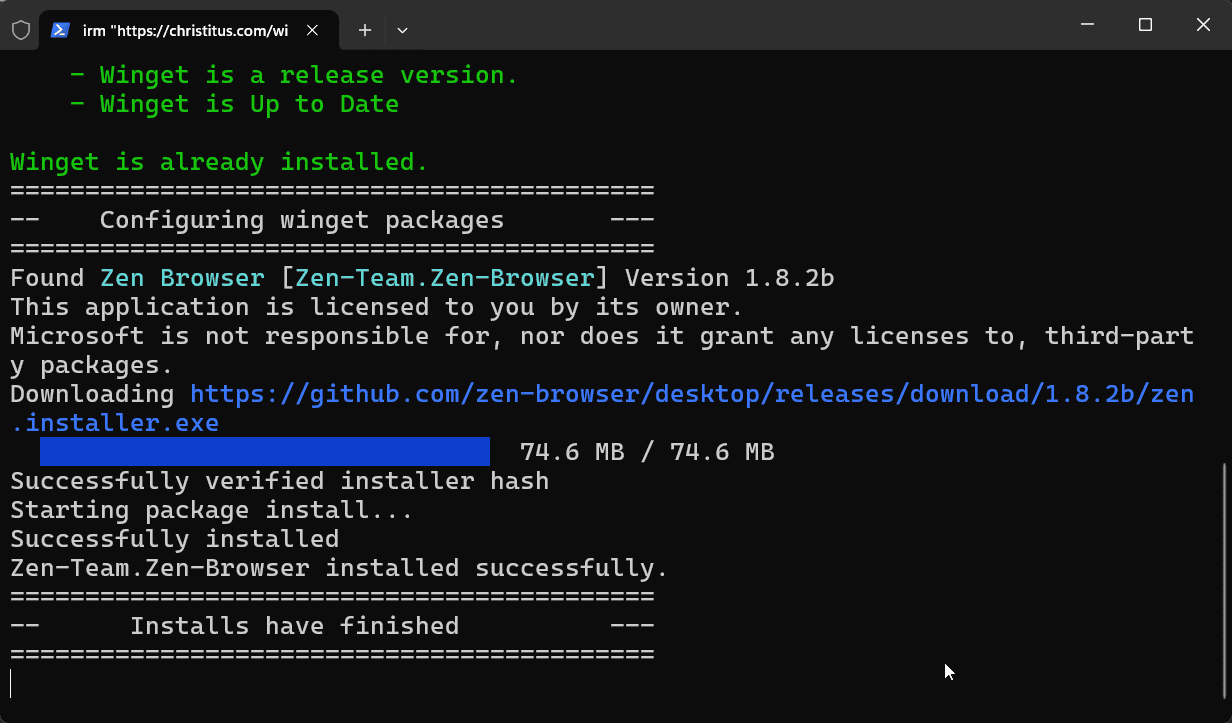 irm "https://christitus.com/wi
- Winget is a release version.
- Winget is Up to Date
Winget is already installed.
===========================================
--    Configuring winget packages       ---
===========================================
Found Zen Browser [Zen-Team.Zen-Browser] Version 1.8.2b
This application is licensed to you by its owner.
Microsoft is not responsible for, nor does it grant any licenses to, third-part
y packages.
Downloading https://github.com/zen-browser/desktop/releases/download/1.8.2b/zen
.installer.exe
74.6 MB / 74.6 MB
Successfully verified installer hash
Starting package install...
Successfully installed
Zen-Team.Zen-Browser installed successfully.
===========================================
--      Installs have finished          ---
===========================================